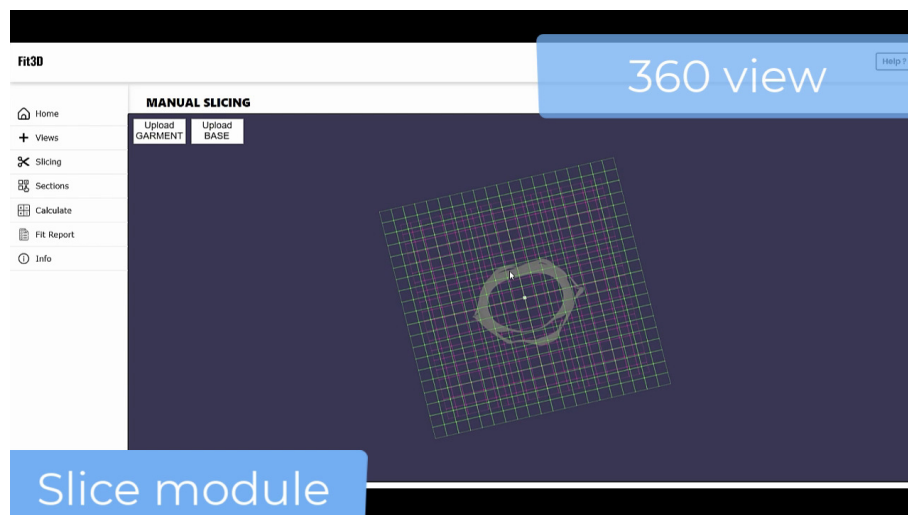 Fit3D
360 view
Help ?
Home
Views
Slicing
Sections
Calculate
Fit Report
Info
MANUAL SLICING
Upload
GARMENT
Upload
BASE
Slice module